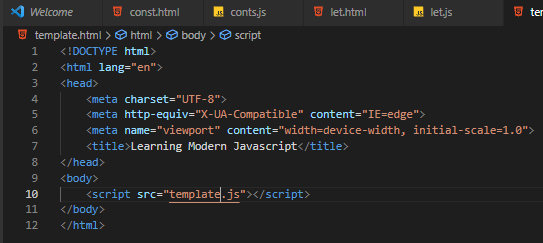 Welcome const.html conts.js let.html let.js te
template.html > html > body > script
1 <!DOCTYPE html>
2 <html lang="en">
3 <head>
4 <meta charset="UTF-8">
5 <meta http-equiv="X-UA-Compatible" content="IE=edge">
6 <meta name="viewport" content="width=device-width, initial-scale=1.0">
7 <title>Learning Modern Javascript</title>
8 </head>
9 <body>
10 <script src="template.js"></script>
11 </body>
12 </html>